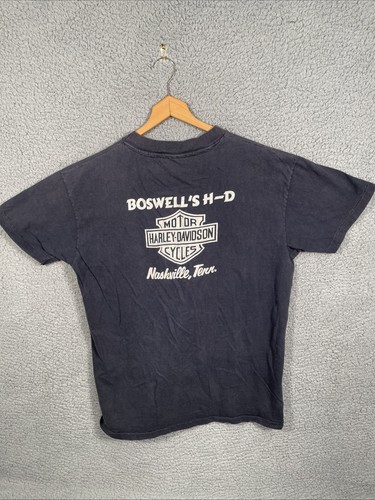 BOSWELL'S H-D
MOTOR
HARLEY-DAVIDSON
CYCLES
Nashville, Tenn.